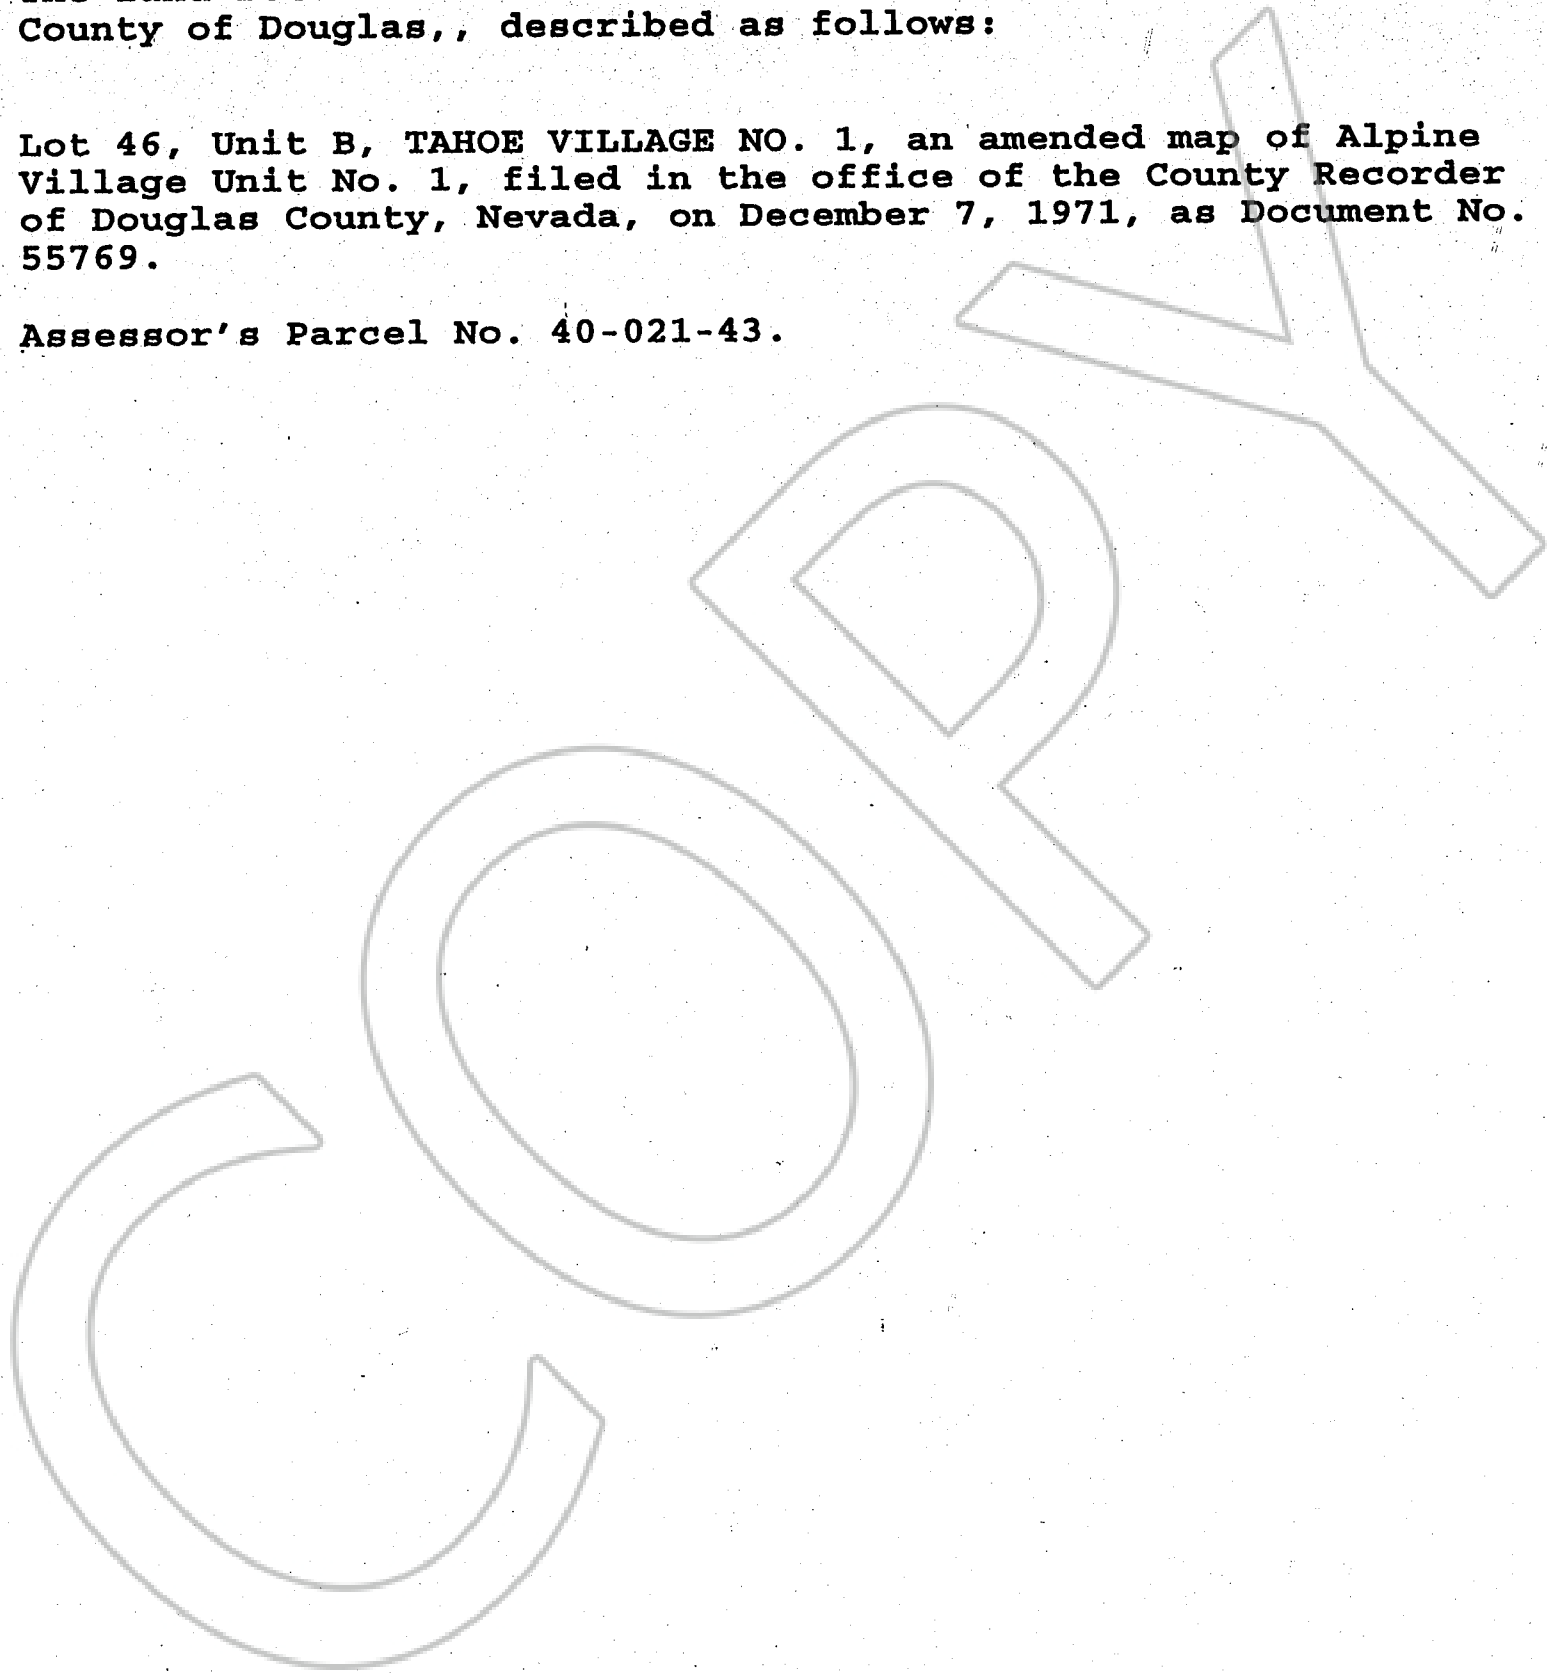 County of Douglas,, described as follows:
Lot 46, Unit B, TAHOE VILLAGE NO. 1, an amended map of Alpine
Village Unit No. 1, filed in the office of the County Recorder
of Douglas County, Nevada, on December 7, 1971, as Document No.
55769.
Assessor's Parcel No. 40-021-43.
COPY